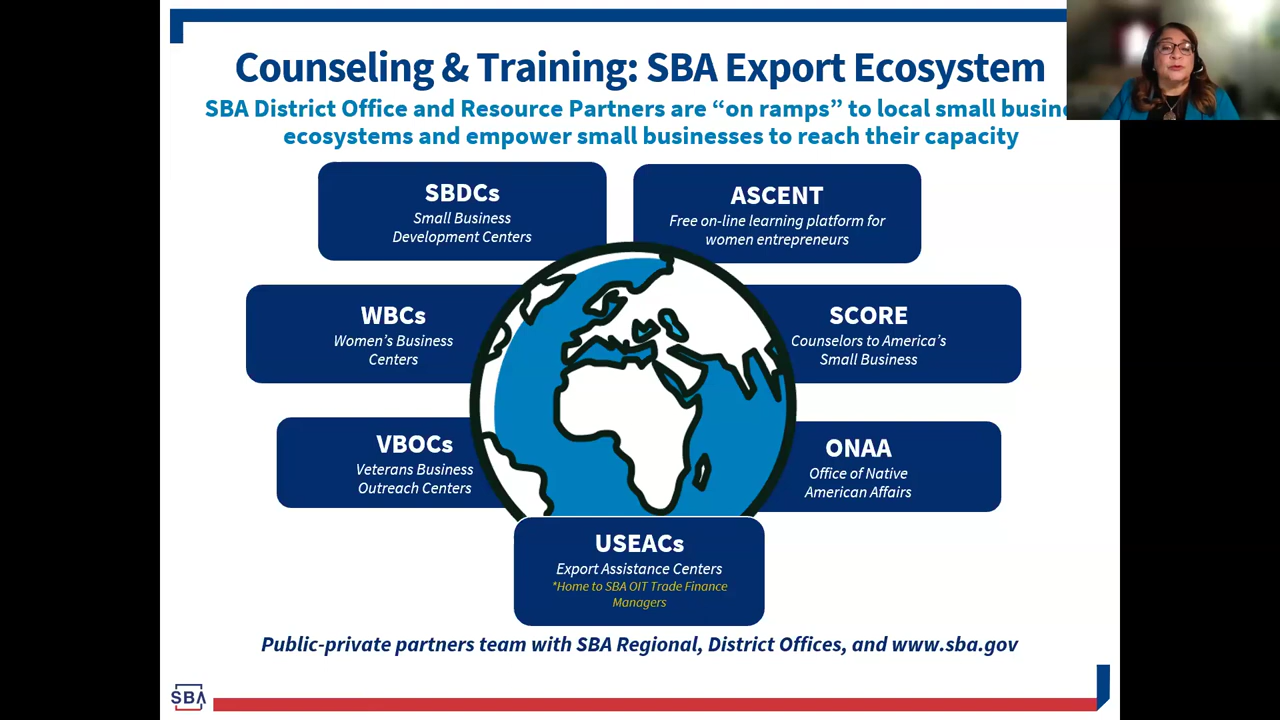 Counseling & Training: SBA Export Ecosystem
SBA District Office and Resource Partners are “on ramps” to local small
ecosystems and empower small businesses to reach their capacity
SBDCs
Small Business
Development Centers
ASCENT
Free on-line learning platform for
women entrepreneurs
WBCs
Women’s Business
Centers
SCORE
Counselors to America’s
Small Business
VBOCs
Veterans Business
Outreach Centers
ONAA
Office of Native
American Affairs
USEACs
Export Assistance Centers
*Home to SBA OIT Trade Finance
Managers
Public-private partners team with SBA Regional, District Offices, and www.sba.gov
SBA